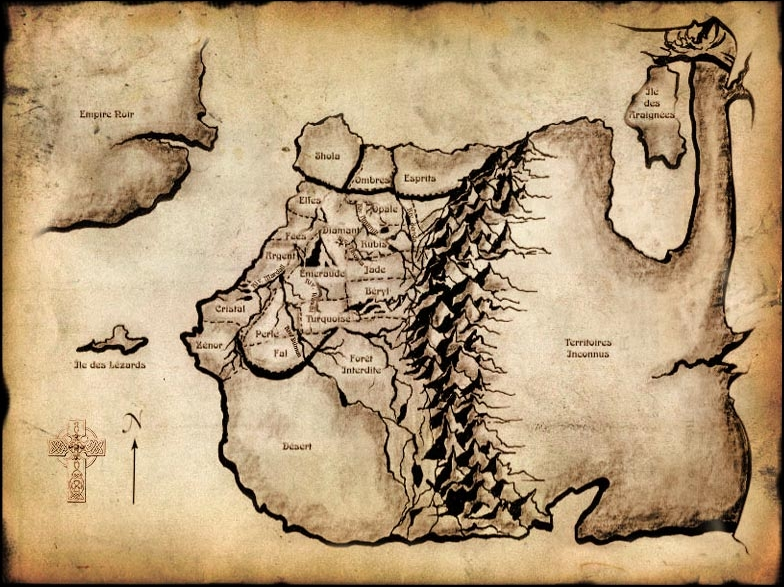 Empire Noir
Île
des
Araignées
Shola
Ombres
Esprits
Elfes
Opale
Fées
Diamant
Rubis
Argent
Émeraude
Jade
Béryl
Cristal
Turquoise
Perle
Zénor
Fal
Forêt
Interdite
Territoires
Inconnus
Île des Lézards
N
Désert